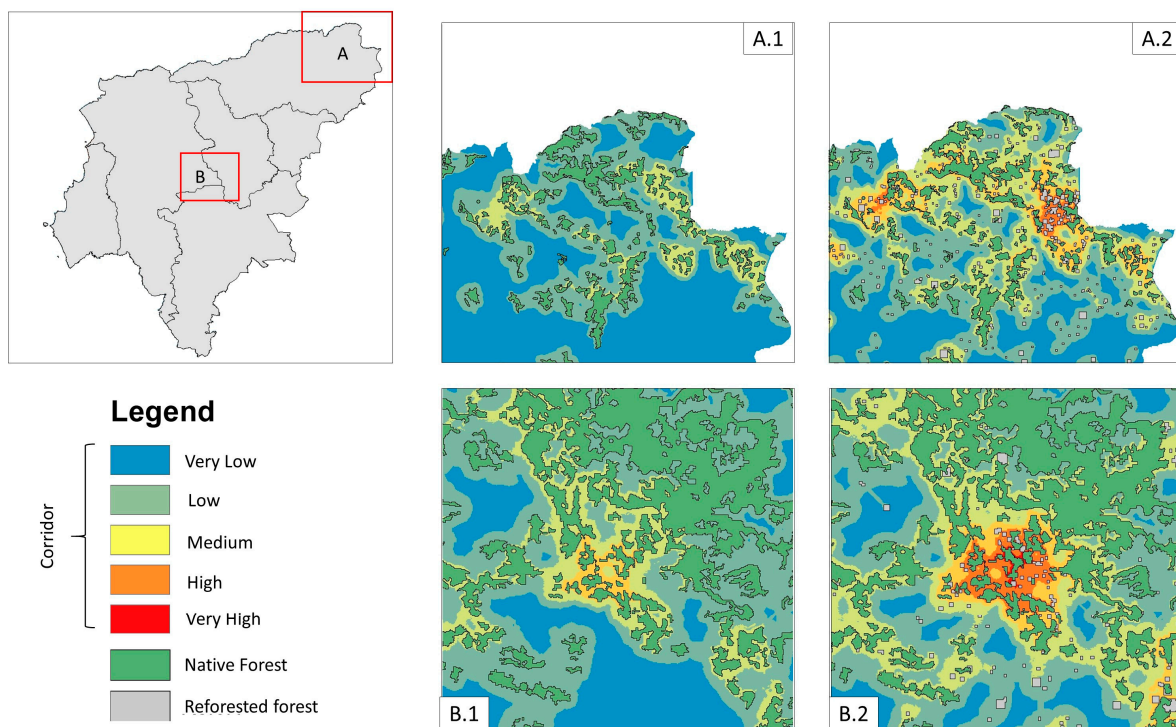 A
B
A.1
A.2
Legend
Corridor
Very Low
Low
Medium
High
Very High
Native Forest
Reforested forest
B.1
B.2